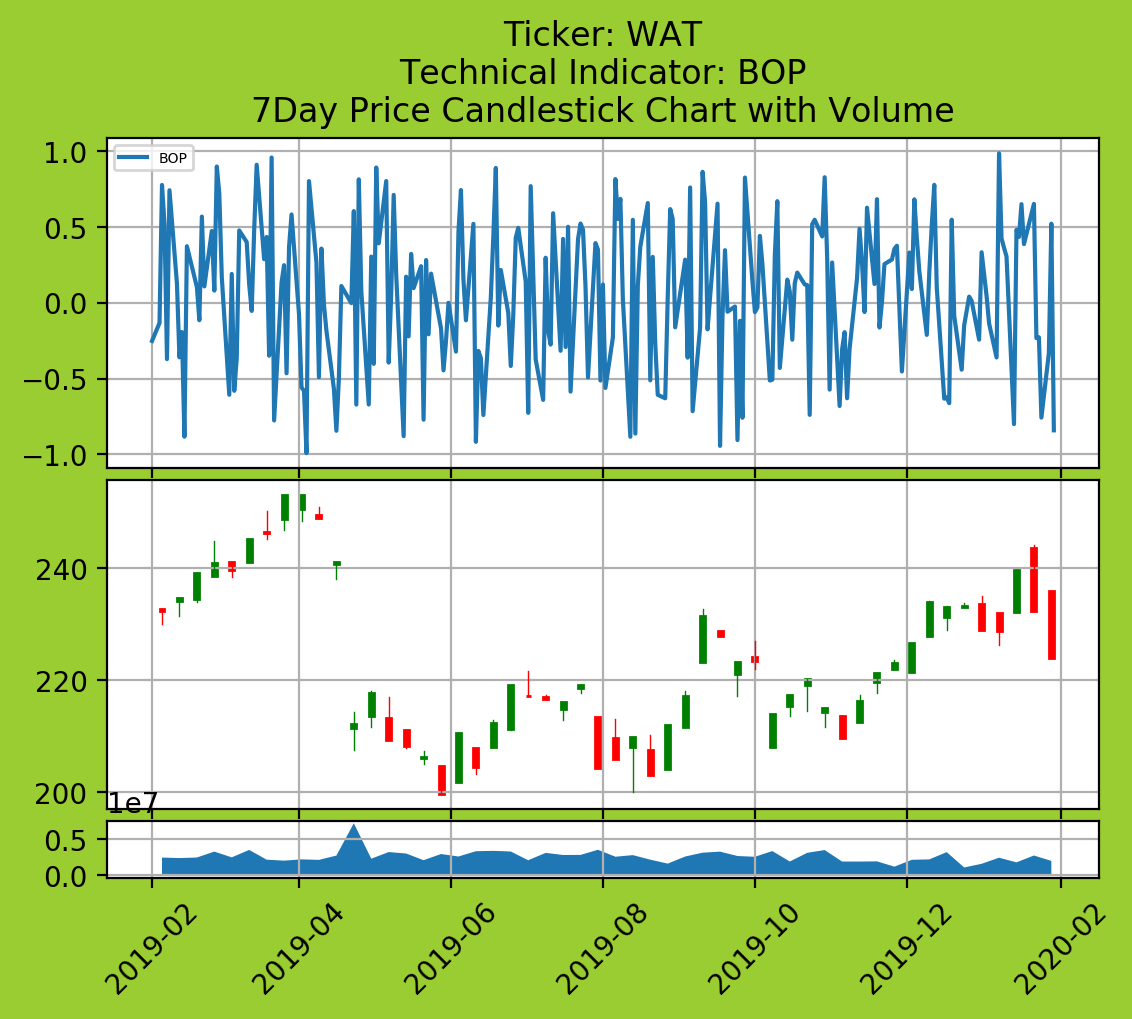 Ticker: WAT
Technical Indicator: BOP
7Day Price Candlestick Chart with Volume
1.0
BOP
0.5
0.0
−0.5
−1.0
240
220
200
1e7
0.5
0.0
2019-02 2019-04 2019-06 2019-08 2019-10 2019-12 2020-02